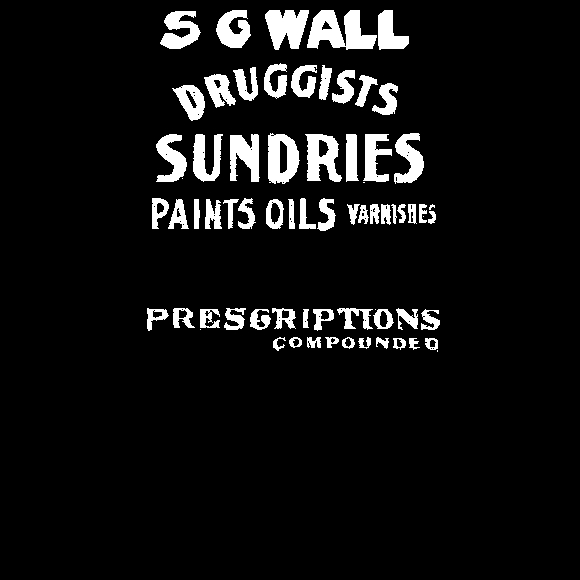 S G WALL
DRUGGISTS
SUNDRIES
PAINTS OILS VARNISHES
PRESCRIPTIONS
COMPOUNDED